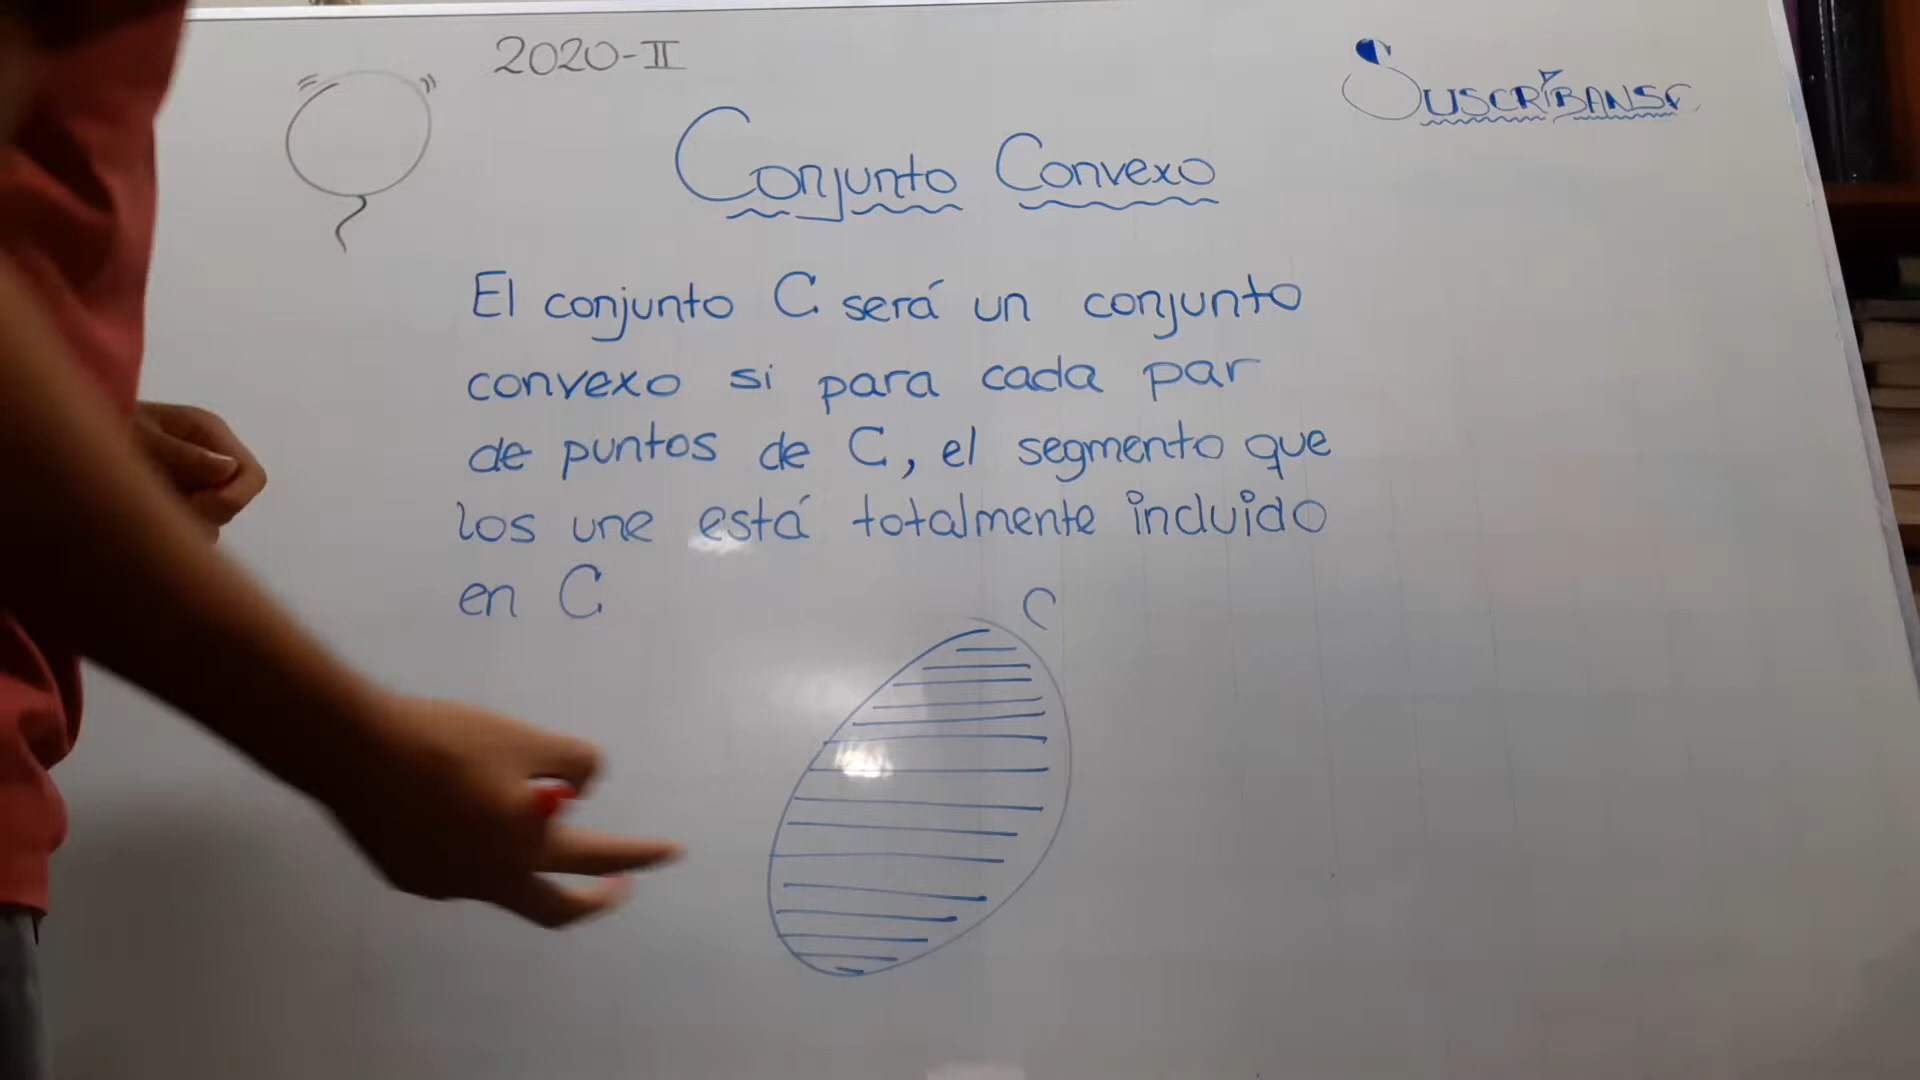 2020-II
SUSCRÍBANSE
Conjunto Convexo
El conjunto C será un conjunto
convexo si para cada par
de puntos de C, el segmento que
los une está totalmente incluido
en C
C